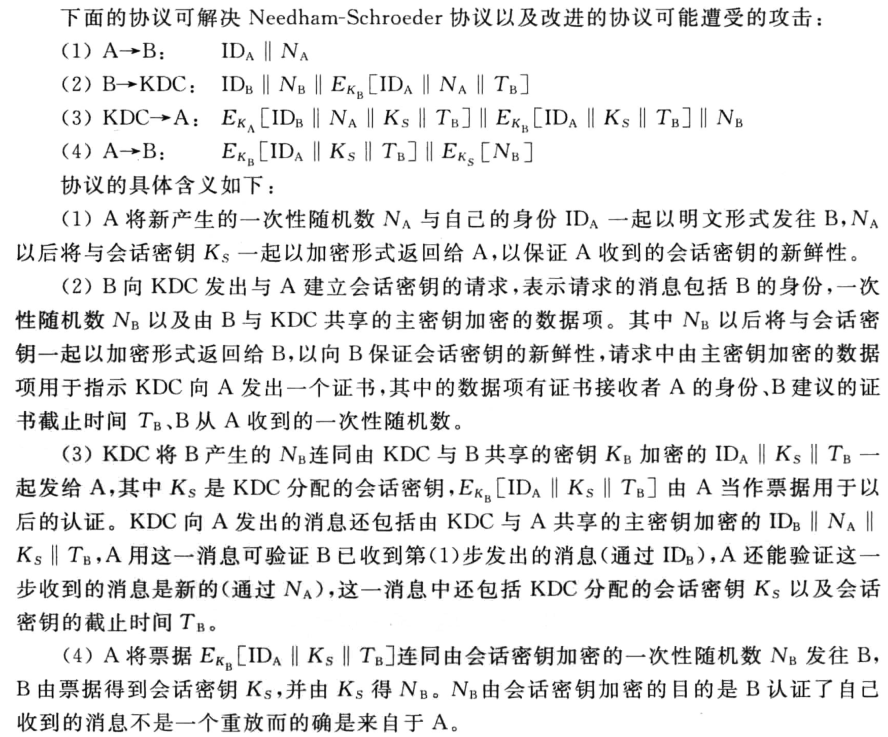 下面的协议可解决 Needham-Schroeder 协议以及改进的协议可能遭受的攻击：
（1）A→B： ID_A ‖ N_A
（2）B→KDC： ID_B ‖ N_B ‖ E_{K_B}[ID_A ‖ N_A ‖ T_B]
（3）KDC→A： E_{K_A}[ID_B ‖ N_A ‖ K_S ‖ T_B] ‖ E_{K_B}[ID_A ‖ K_S ‖ T_B] ‖ N_B
（4）A→B： E_{K_B}[ID_A ‖ K_S ‖ T_B] ‖ E_{K_S}[N_B]
协议的具体含义如下：
（1）A 将新产生的一次性随机数 N_A 与自己的身份 ID_A 一起以明文形式发往 B，N_A
以后将与会话密钥 K_S 一起以加密形式返回给 A，以保证 A 收到的会话密钥的新鲜性。
（2）B 向 KDC 发出与 A 建立会话密钥的请求，表示请求的消息包括 B 的身份，一次
性随机数 N_B 以及由 B 与 KDC 共享的主密钥加密的数据项。其中 N_B 以后将与会话密
钥一起以加密形式返回给 B，以向 B 保证会话密钥的新鲜性，请求中由主密钥加密的数据
项用于指示 KDC 向 A 发出一个证书，其中的数据项有证书接收者 A 的身份、B 建议的证
书截止时间 T_B、B 从 A 收到的一次性随机数。
（3）KDC 将 B 产生的 N_B 连同由 KDC 与 B 共享的密钥 K_B 加密的 ID_A ‖ K_S ‖ T_B 一
起发给 A，其中 K_S 是 KDC 分配的会话密钥，E_{K_B}[ID_A ‖ K_S ‖ T_B] 由 A 当作票据用于以
后的认证。KDC 向 A 发出的消息还包括由 KDC 与 A 共享的主密钥加密的 ID_B ‖ N_A ‖
K_S ‖ T_B，A 用这一消息可验证 B 已收到第（1）步发出的消息（通过 ID_B），A 还能验证这一
步收到的消息是新的（通过 N_A），这一消息中还包括 KDC 分配的会话密钥 K_S 以及会话
密钥的截止时间 T_B。
（4）A 将票据 E_{K_B}[ID_A ‖ K_S ‖ T_B]连同由会话密钥加密的一次性随机数 N_B 发往 B，
B 由票据得到会话密钥 K_S，并由 K_S 得 N_B。N_B 由会话密钥加密的目的是 B 认证了自己
收到的消息不是一个重放而的确是来自于 A。